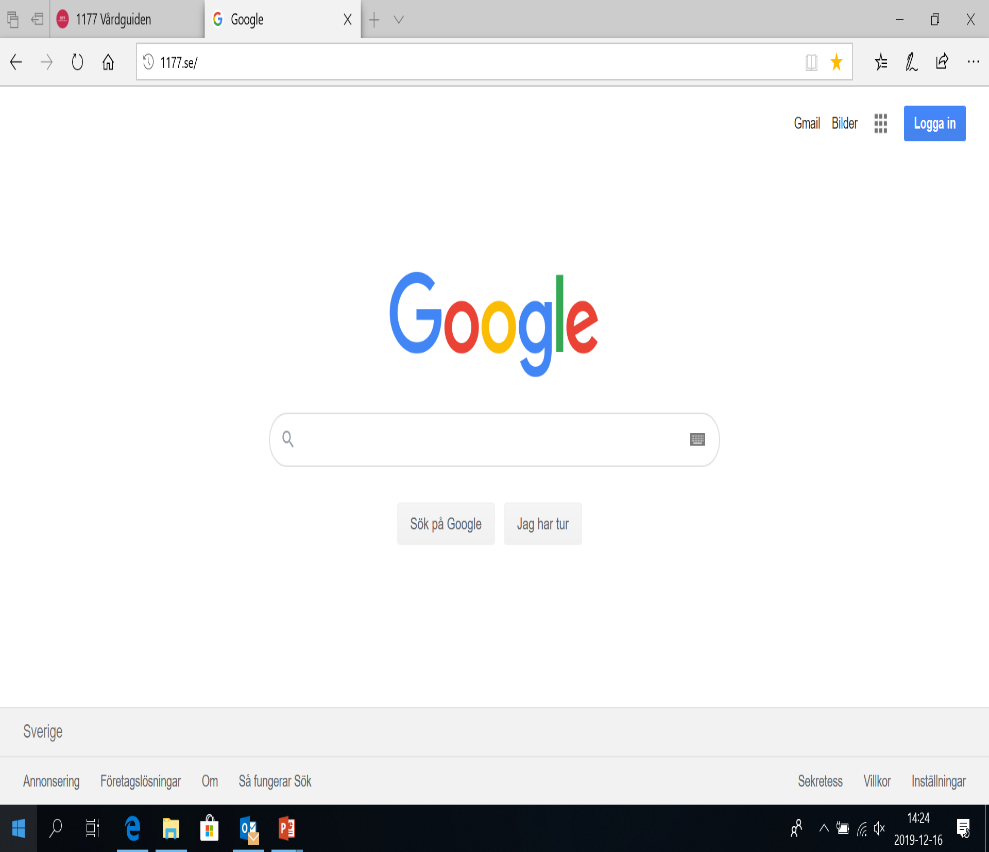 1177 Vårdguiden
Google
1177.se/
Gmail Bilder Logga in
Google
Sök på Google Jag har tur
Sverige
Annonsering Företagslösningar Om Så fungerar Sök Sekretess Villkor Inställningar
14:24
2019-12-16